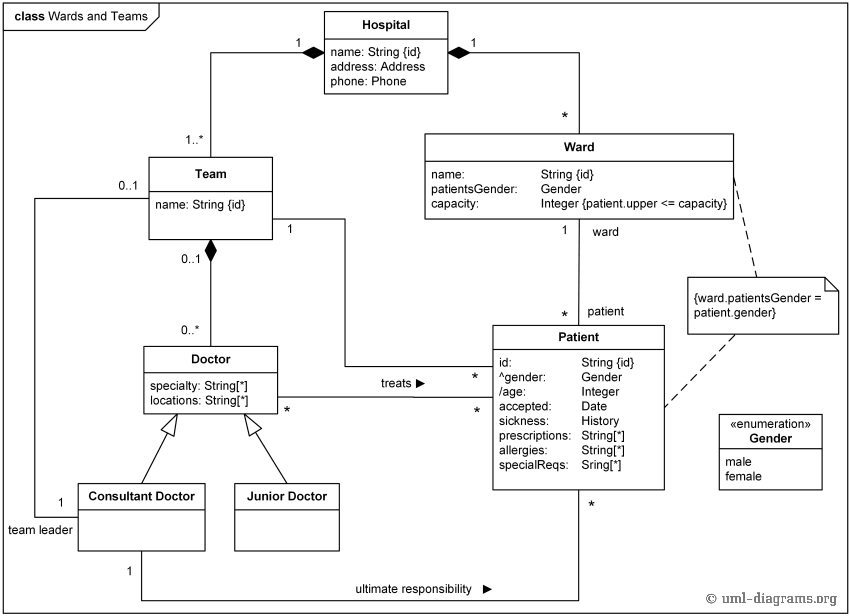 class Wards and Teams
Hospital
name: String {id}
address: Address
phone: Phone
1
1
1..*
*
Team
name: String {id}
Ward
name: String {id}
patientsGender: Gender
capacity: Integer {patient.upper <= capacity}
0..1
1
0..1
1
ward
{ward.patientsGender =
patient.gender}
0..*
*
patient
Doctor
specialty: String[*]
locations: String[*]
*
treats ►
*
*
Patient
id: String {id}
^gender: Gender
/age: Integer
accepted: Date
sickness: History
prescriptions: String[*]
allergies: String[*]
specialReqs: Sring[*]
«enumeration»
Gender
male
female
Consultant Doctor
Junior Doctor
1
team leader
*
1
ultimate responsibility ►
© uml-diagrams.org